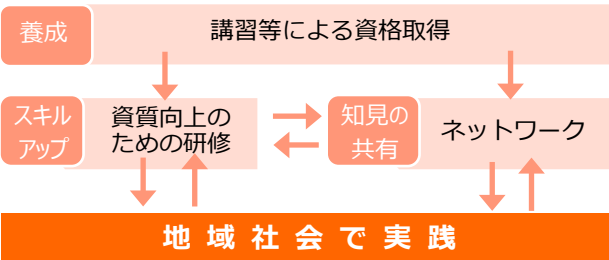 養成
講習等による資格取得
スキル
アップ
資質向上の
ための研修
知見の
共有
ネットワーク
地域社会で実践